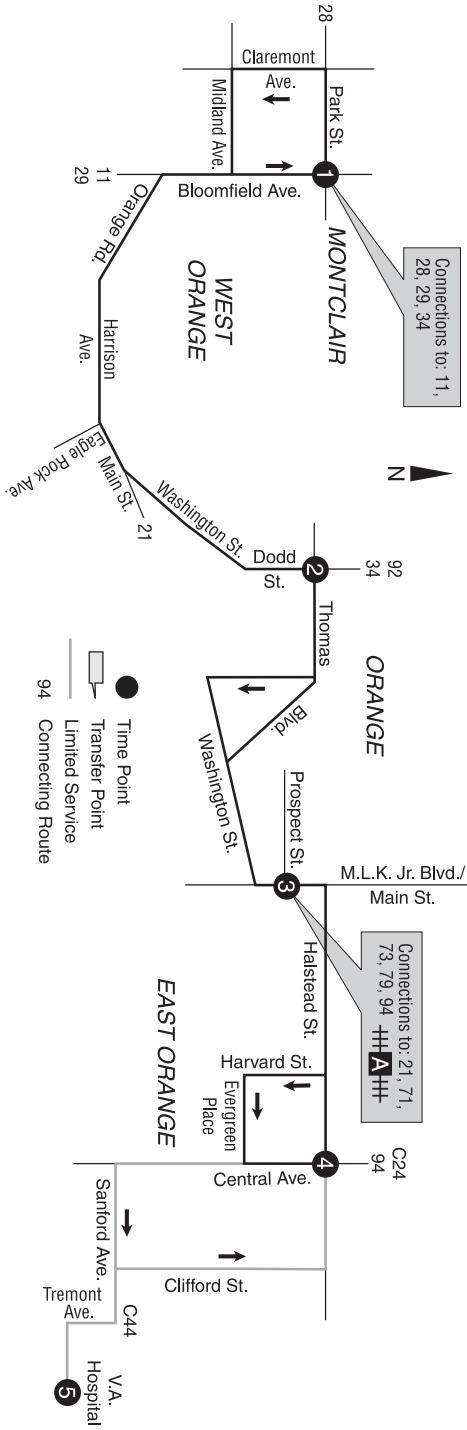 28
Claremont
Ave.
Park St.
Midland Ave.
1
Bloomfield Ave.
11
29
MONTCLAIR
Connections to: 11,
28, 29, 34
Orange Rd.
WEST
ORANGE
Harrison
Ave.
N
Eagle Rock Ave.
Main St.
21
Washington St.
Dodd
St.
2
92
34
Thomas
Blvd.
ORANGE
Washington St.
Time Point
Transfer Point
Limited Service
94 Connecting Route
Prospect St.
3
M.L.K. Jr. Blvd./
Main St.
Connections to: 21, 71,
73, 79, 94
A
Halstead St.
EAST ORANGE
Harvard St.
Evergreen
Place
4
C24
94
Central Ave.
Sanford Ave.
Clifford St.
Tremont
Ave.
C44
V.A.
Hospital
5